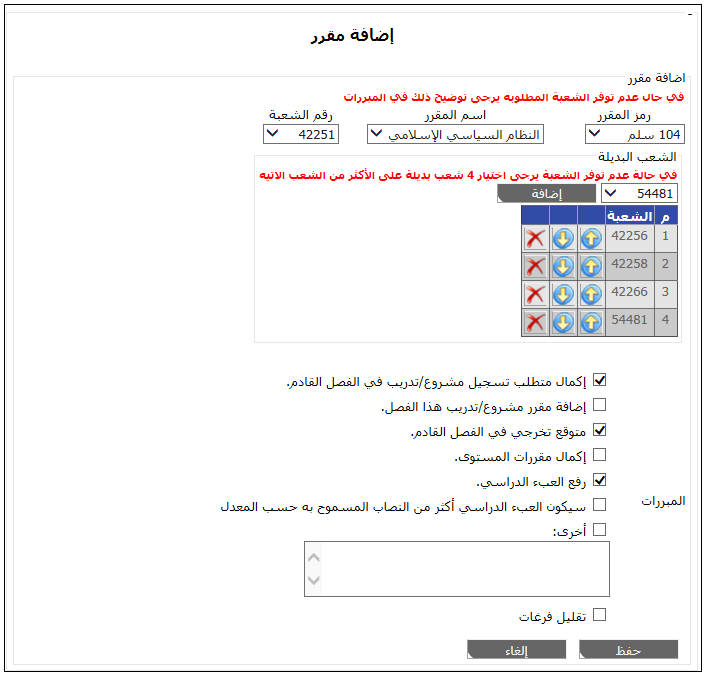 إضافة مقرر
اضافة مقرر
في حال عدم توفر الشعبة المطلوبه يرجى توضيح ذلك في المبررات
رمز المقرر اسم المقرر رقم الشعبة
104 سلم النظام السياسي الإسلامي 42251
الشعب البديلة
في حالة عدم توفر الشعبة يرجى اختيار 4 شعب بديلة على الأكثر من الشعب الاتيه
54481 إضافة
م الشعبة
1 42256
2 42258
3 42266
4 54481
إكمال متطلب تسجيل مشروع/تدريب في الفصل القادم.
إضافة مقرر مشروع/تدريب هذا الفصل.
متوقع تخرجي في الفصل القادم.
إكمال مقررات المستوى.
رفع العبء الدراسي.
المبررات
سيكون العبء الدراسي أكثر من النصاب المسموح به حسب المعدل
أخرى:
تقليل فرغات
حفظ إلغاء